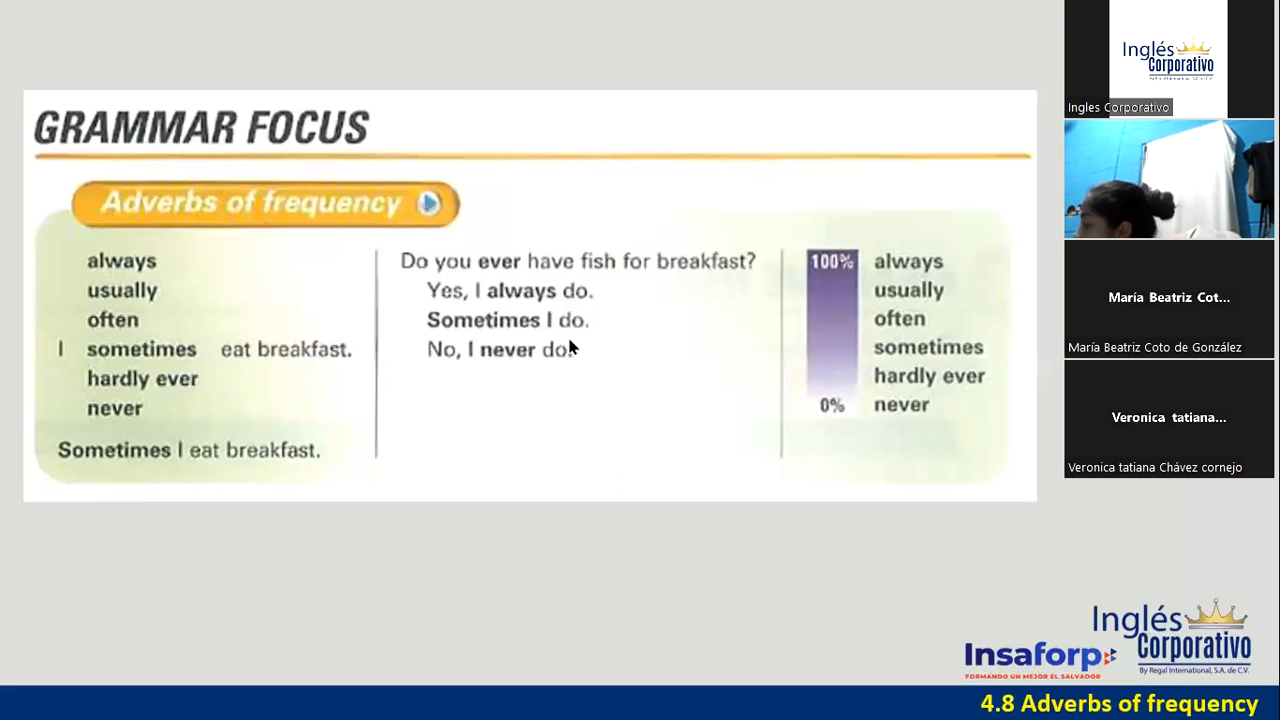 GRAMMAR FOCUS
Adverbs of frequency
always
usually
often
I sometimes eat breakfast.
hardly ever
never
Sometimes I eat breakfast.
Do you ever have fish for breakfast?
Yes, I always do.
Sometimes I do.
No, I never do.
100% always
usually
often
sometimes
hardly ever
0% never
Inglés
Corporativo
Ingles Corporativo
María Beatriz Cot...
María Beatriz Coto de González
Veronica tatiana...
Veronica tatiana Chávez cornejo
Insaforp
FORMANDO UN MEJOR EL SALVADOR
Inglés
Corporativo
By Regal International, S.A. de C.V.
4.8 Adverbs of frequency